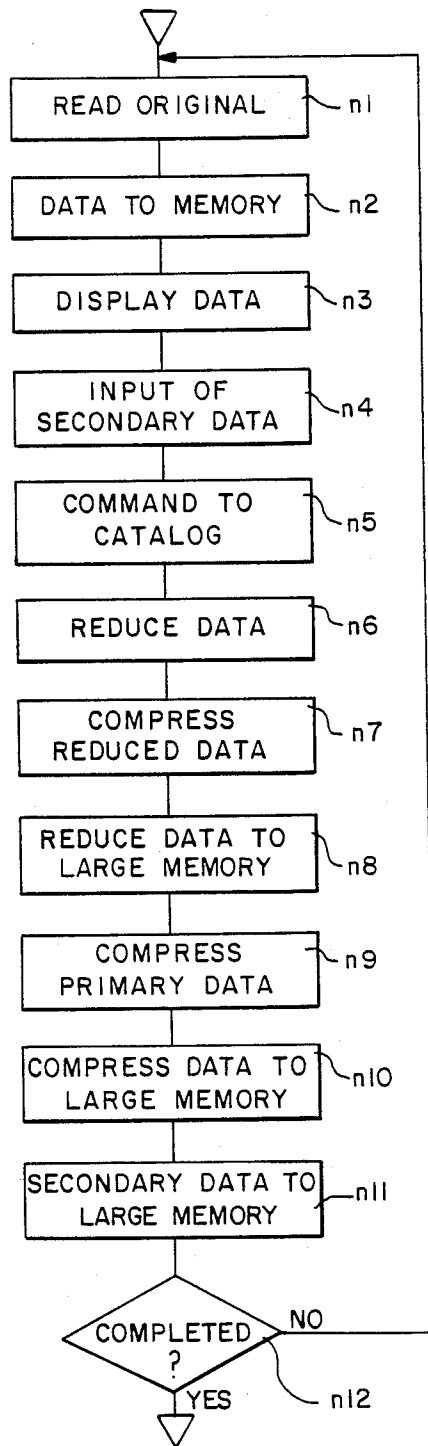 READ ORIGINAL n1
DATA TO MEMORY n2
DISPLAY DATA n3
INPUT OF
SECONDARY DATA n4
COMMAND TO
CATALOG n5
REDUCE DATA n6
COMPRESS
REDUCED DATA n7
REDUCE DATA TO
LARGE MEMORY n8
COMPRESS
PRIMARY DATA n9
COMPRESS DATA TO
LARGE MEMORY n10
SECONDARY DATA TO
LARGE MEMORY n11
COMPLETED
? NO
YES n12